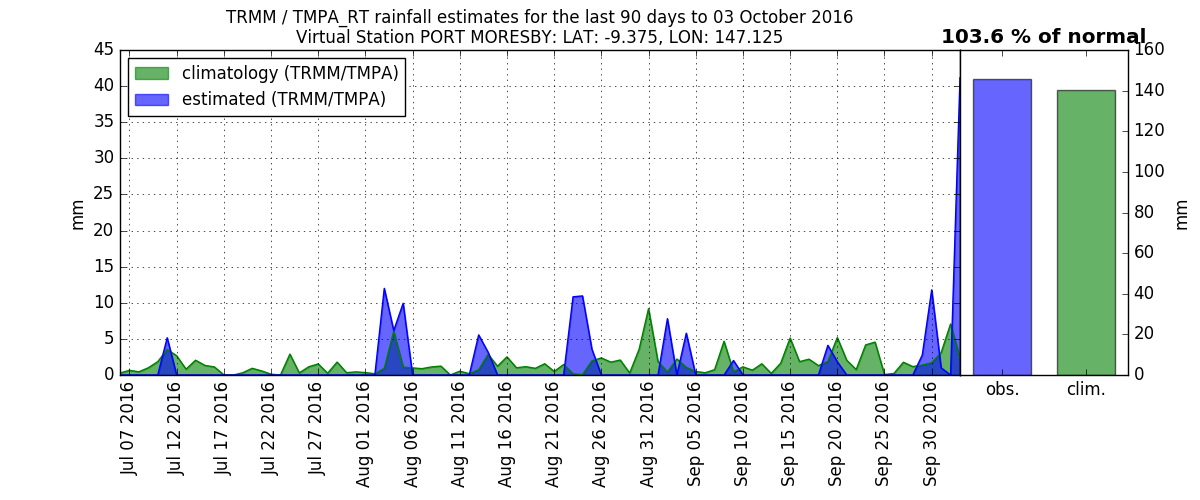 TRMM / TMPA_RT rainfall estimates for the last 90 days to 03 October 2016
Virtual Station PORT MORESBY: LAT: -9.375, LON: 147.125
103.6 % of normal
climatology (TRMM/TMPA)
estimated (TRMM/TMPA)
mm
45
40
35
30
25
20
15
10
5
0
Jul 07 2016
Jul 12 2016
Jul 17 2016
Jul 22 2016
Jul 27 2016
Aug 01 2016
Aug 06 2016
Aug 11 2016
Aug 16 2016
Aug 21 2016
Aug 26 2016
Aug 31 2016
Sep 05 2016
Sep 10 2016
Sep 15 2016
Sep 20 2016
Sep 25 2016
Sep 30 2016
obs.
clim.
160
140
120
100
80
60
40
20
0
mm